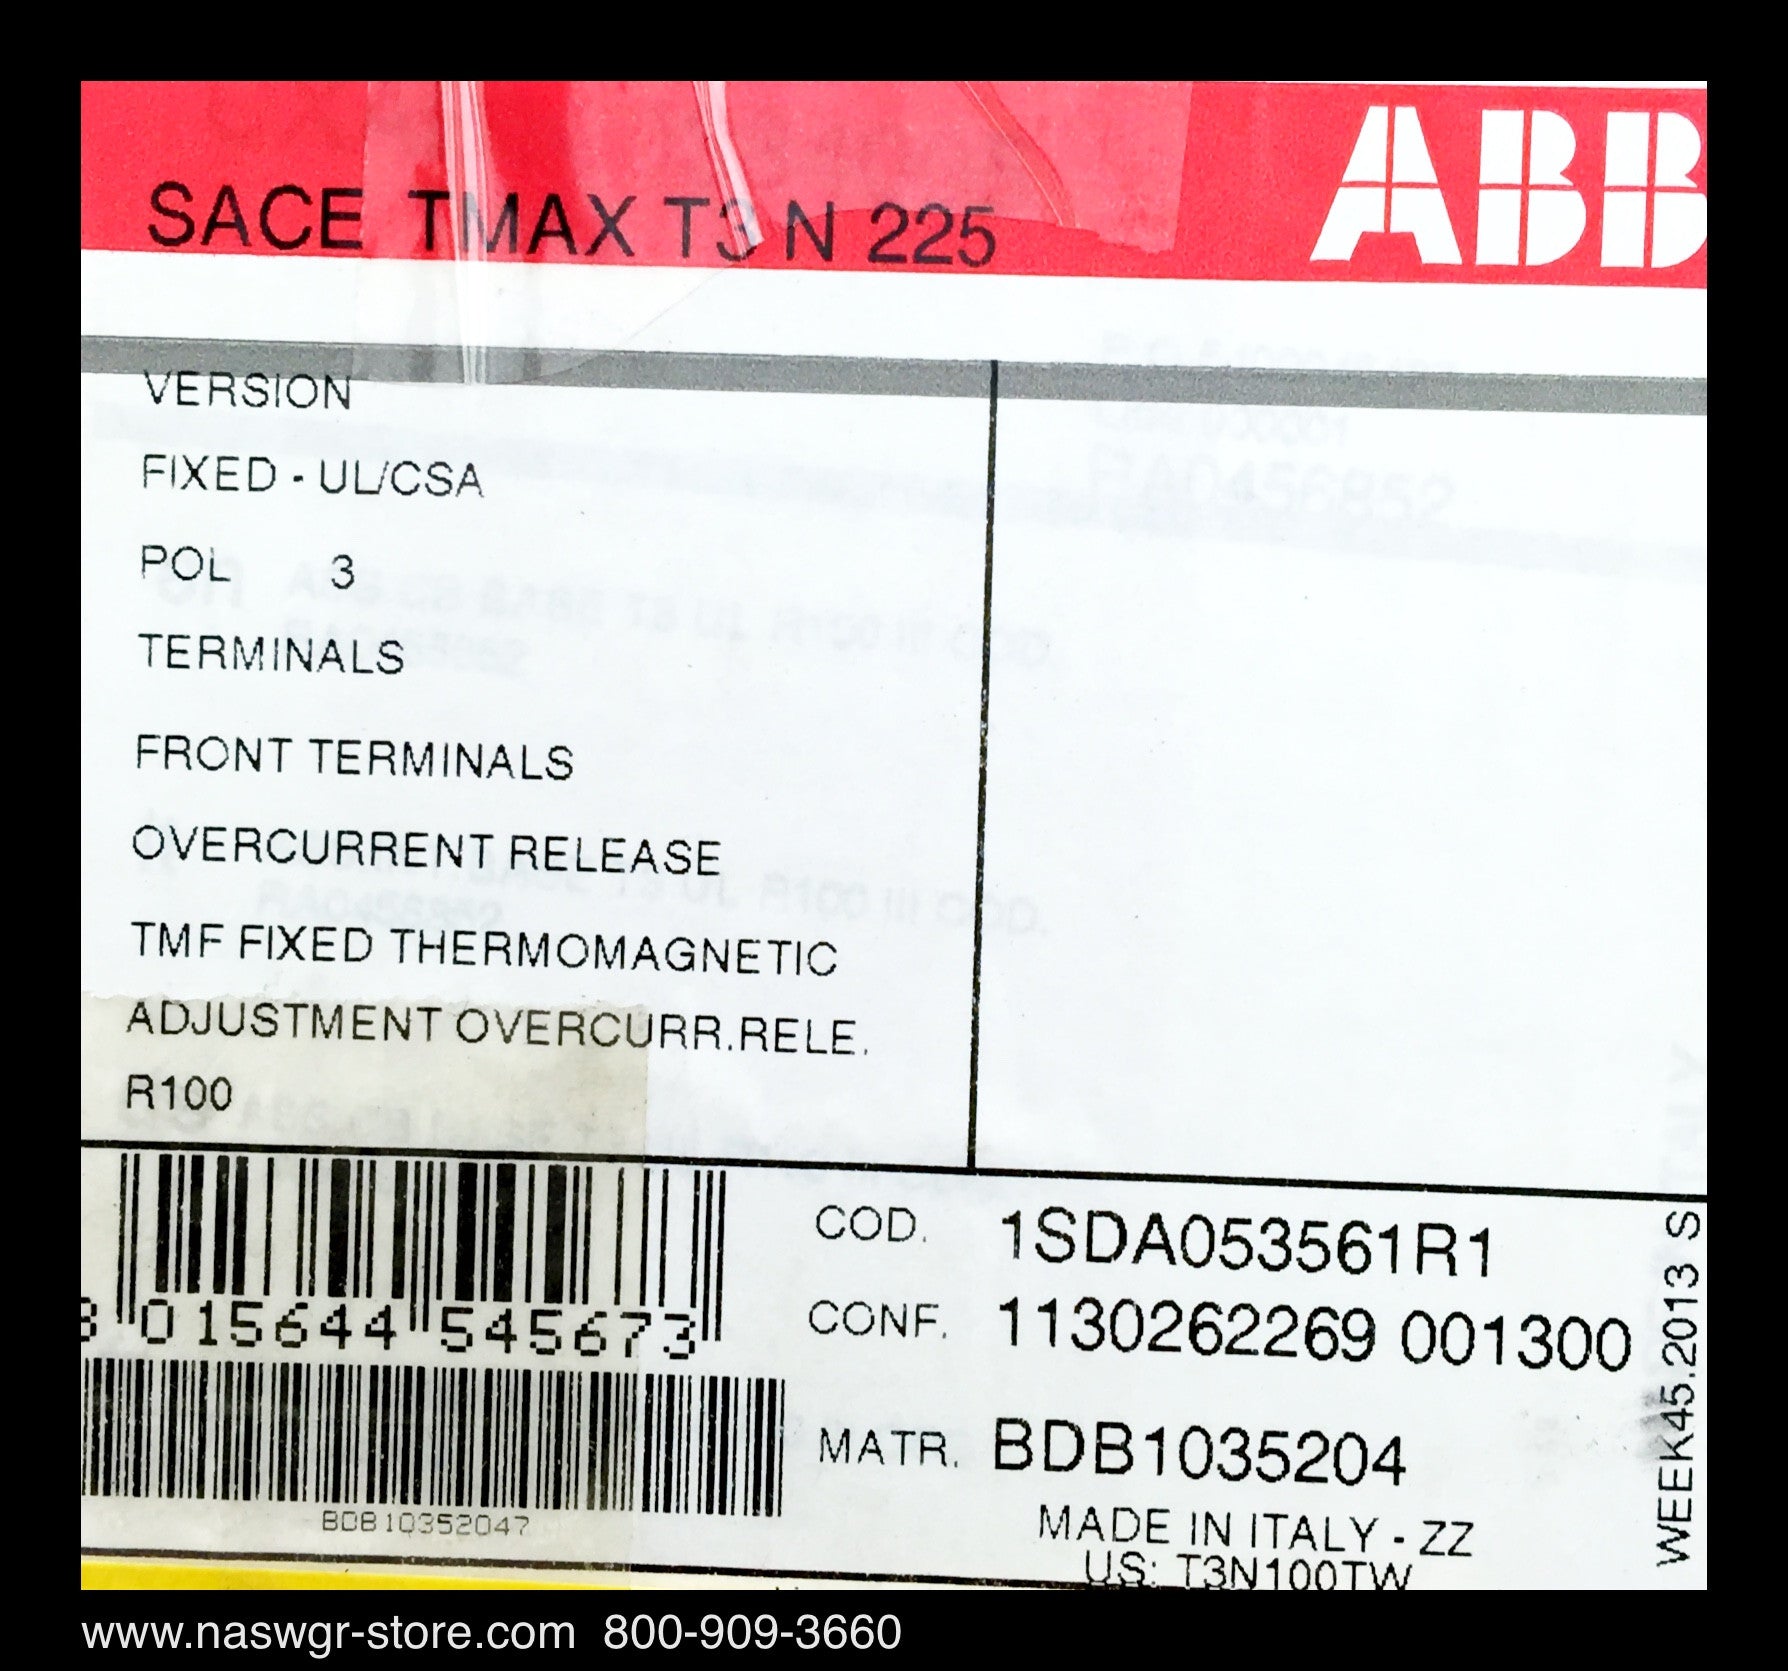 ABB
SACE TMAX T3 N 225
VERSION
FIXED - UL/CSA
POL 3
TERMINALS
FRONT TERMINALS
OVERCURRENT RELEASE
TMF FIXED THERMOMAGNETIC
ADJUSTMENT OVERCURR.RELE.
R100
8 015644 545673
BDB10352047
COD. 1SDA053561R1
CONF. 1130262269 001300
MATR. BDB1035204
MADE IN ITALY - ZZ
US: T3N100TW
WEEK45.2013 S
www.naswgr-store.com 800-909-3660